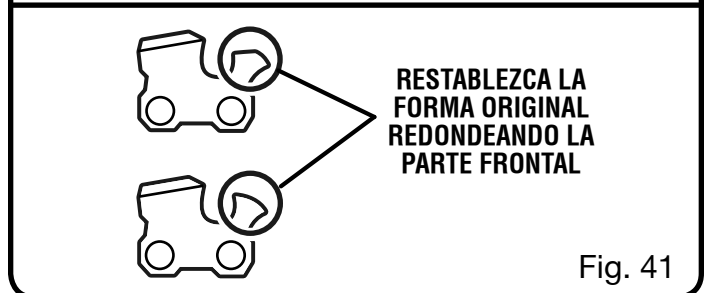 RESTABLEZCA LA
FORMA ORIGINAL
REDONDEANDO LA
PARTE FRONTAL
Fig. 41